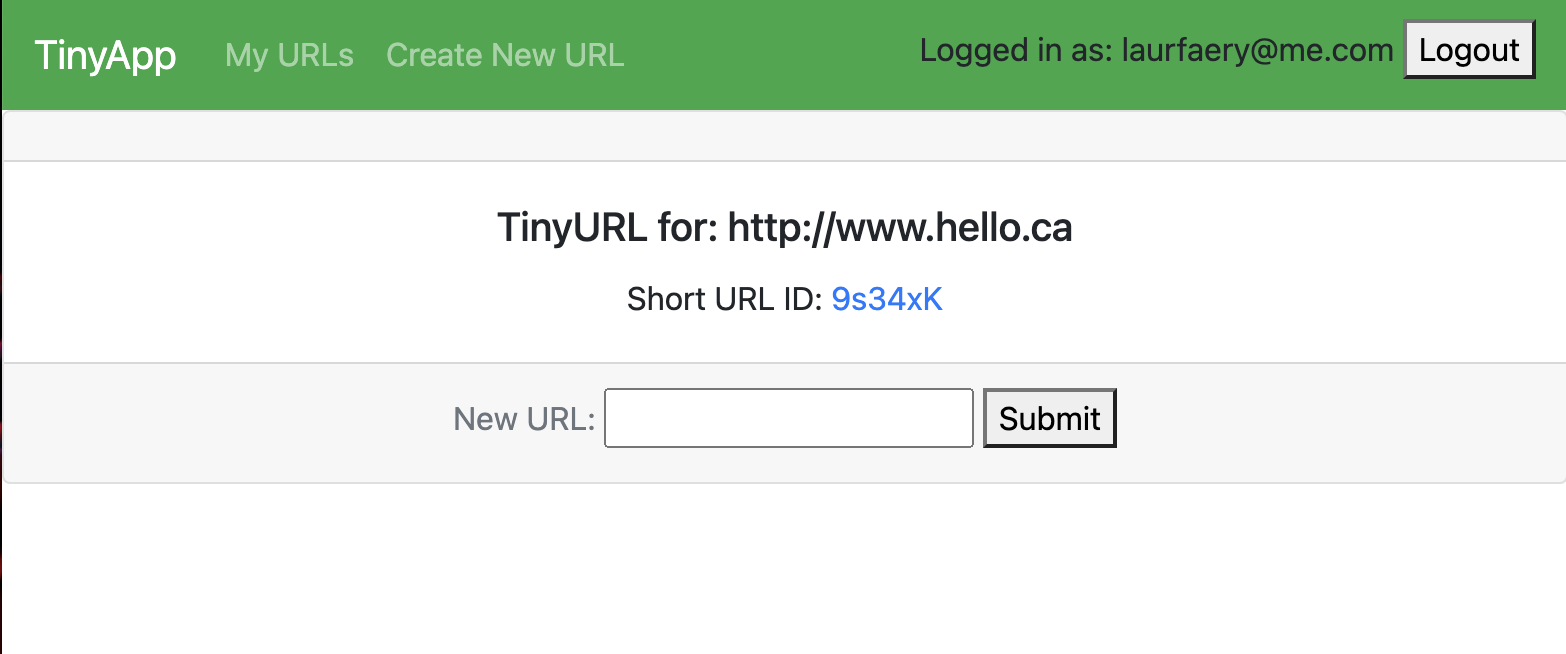 TinyApp My URLs Create New URL Logged in as: laurfaery@me.com Logout
TinyURL for: http://www.hello.ca
Short URL ID: 9s34xK
New URL: Submit